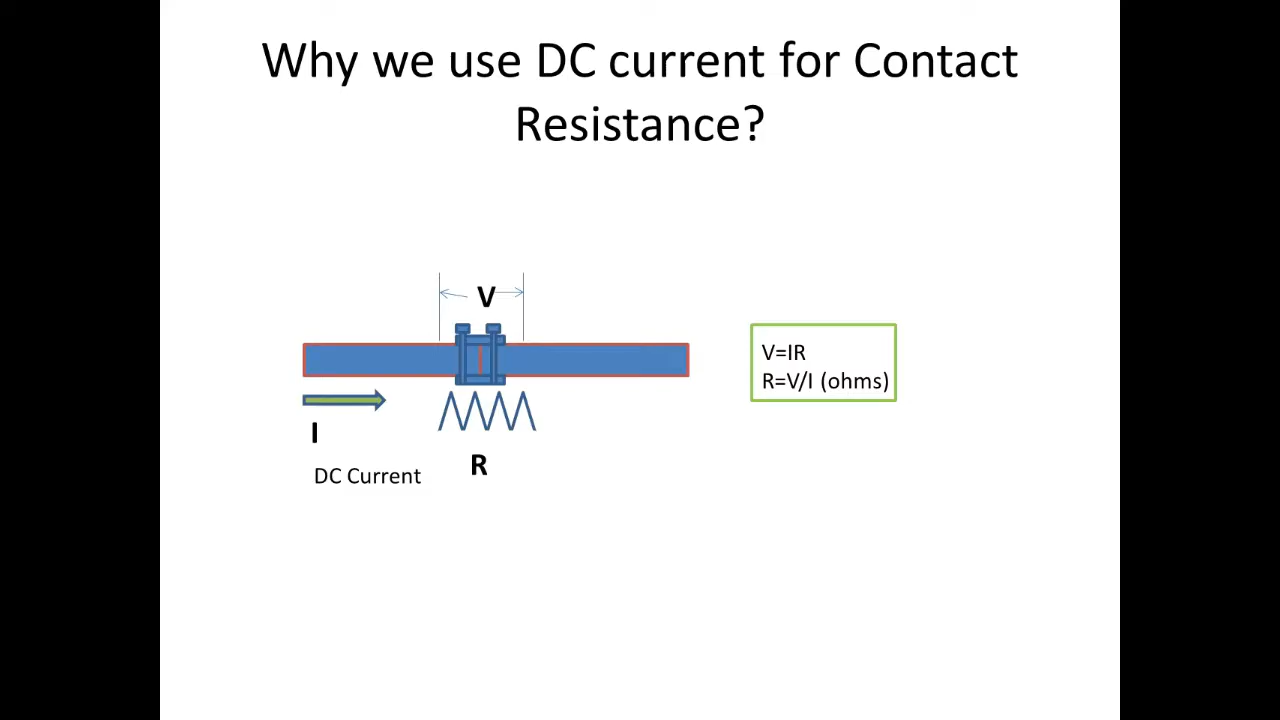 Why we use DC current for Contact
Resistance?
V
V=IR
R=V/I (ohms)
I
R
DC Current